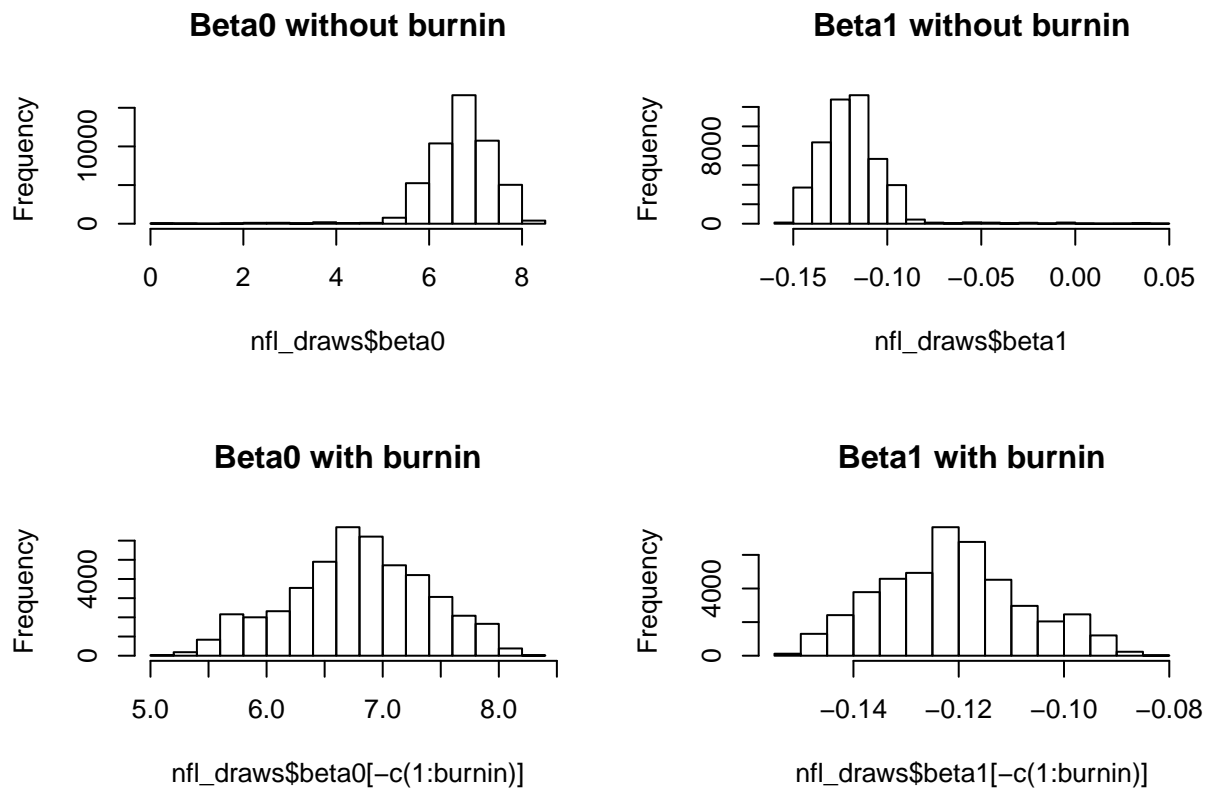 Beta0 without burnin
Frequency
0
10000
0 2 4 6 8
nfl_draws$beta0
Beta1 without burnin
Frequency
0
8000
−0.15 −0.10 −0.05 0.00 0.05
nfl_draws$beta1
Beta0 with burnin
Frequency
0
4000
5.0 6.0 7.0 8.0
nfl_draws$beta0[−c(1:burnin)]
Beta1 with burnin
Frequency
0
4000
−0.14 −0.12 −0.10 −0.08
nfl_draws$beta1[−c(1:burnin)]